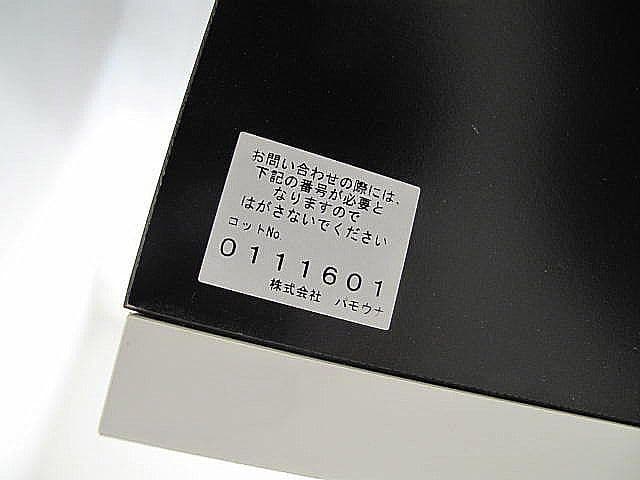 お問い合わせの際には、
下記の番号が必要と
なりますので
はがさないでください
ロットNo.
0111601
株式会社 パモウナ